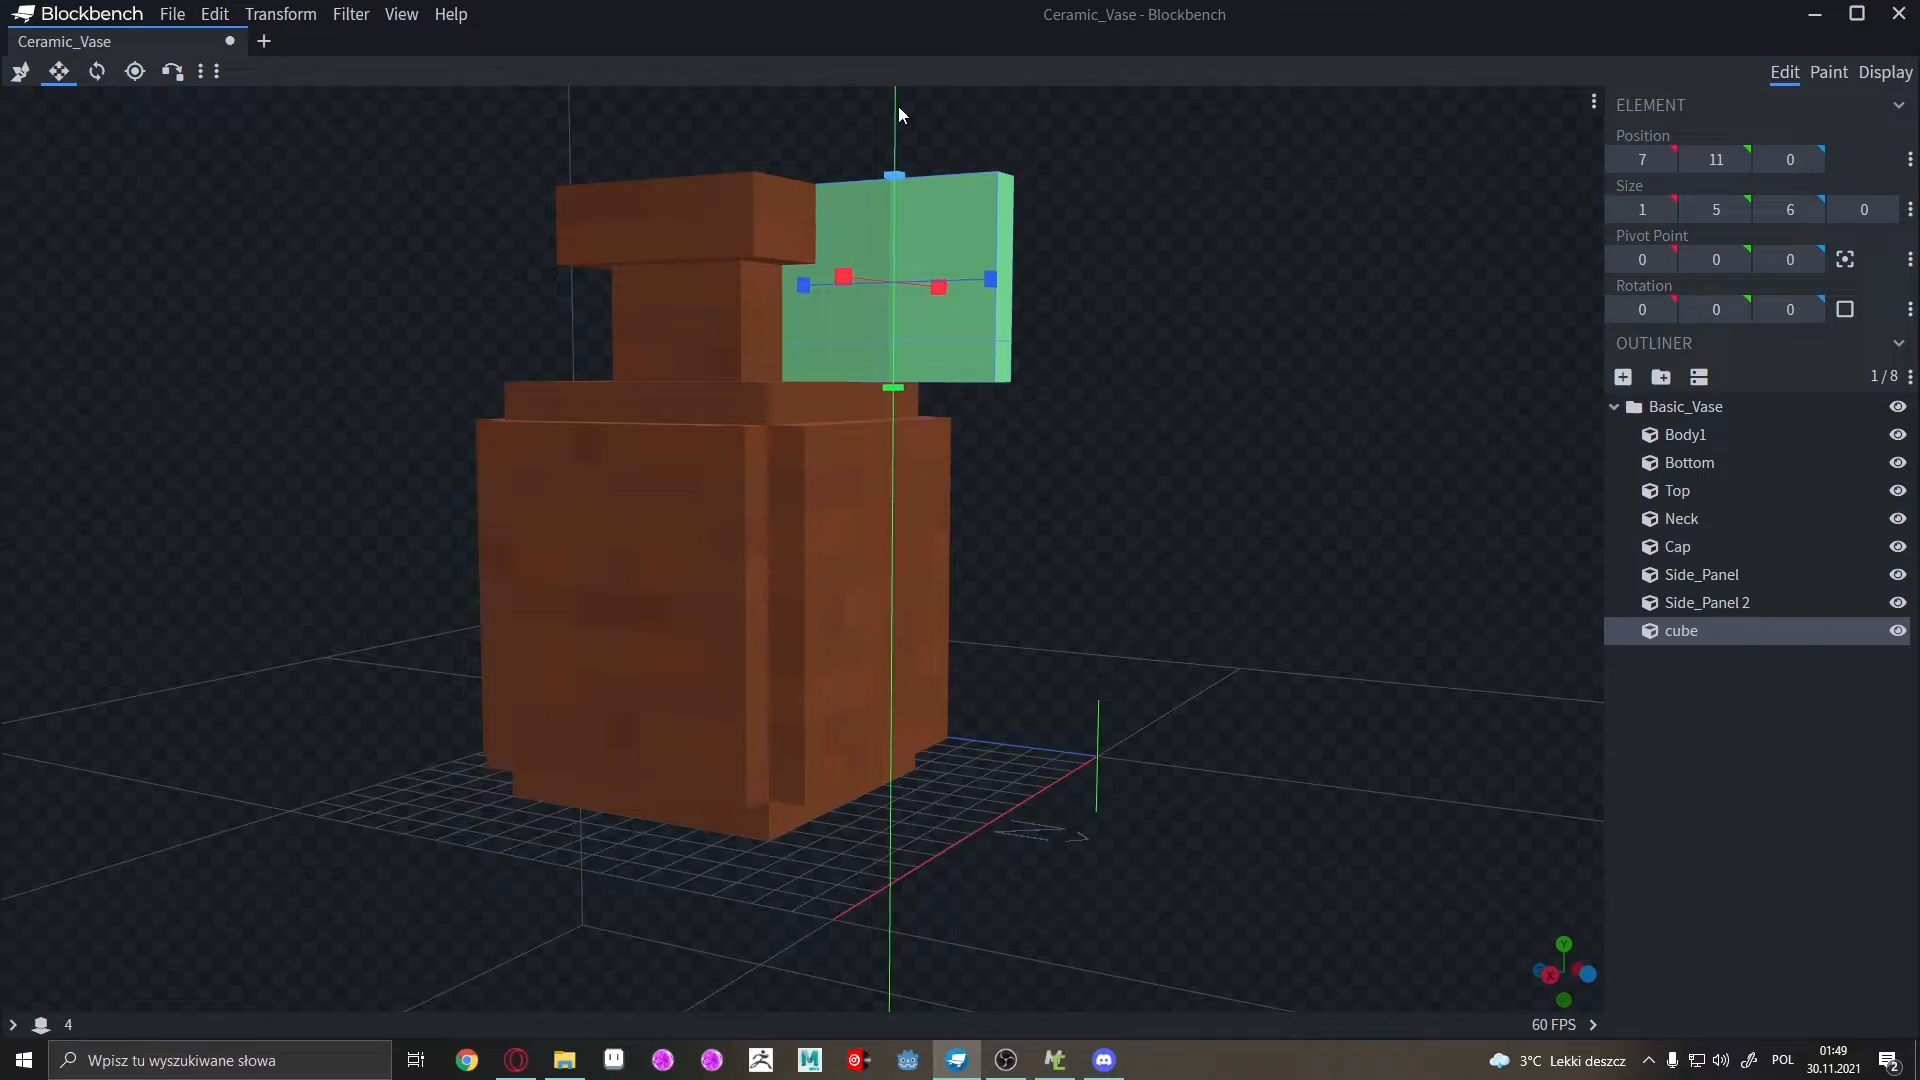 Blockbench File Edit Transform Filter View Help
Ceramic_Vase - Blockbench
Ceramic_Vase
Edit Paint Display
ELEMENT
Position
7 11 0
Size
1 5 6 0
Pivot Point
0 0 0
Rotation
0 0 0
OUTLINER
1 / 8
Basic_Vase
Body1
Bottom
Top
Neck
Cap
Side_Panel
Side_Panel 2
cube
Y
X
4
60 FPS
Wpisz tu wyszukiwane słowa
3°C Lekki deszcz
POL
01:49
30.11.2021
2